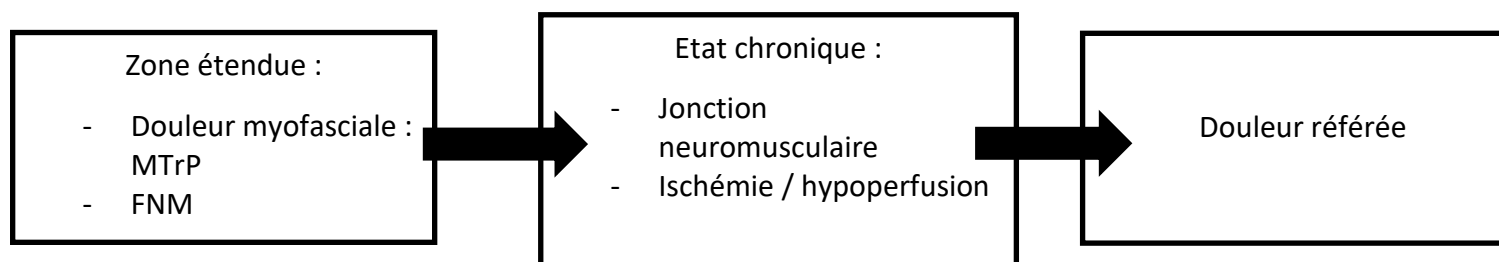 Zone étendue :
- Douleur myofasciale :
MTrP
- FNM
Etat chronique :
- Jonction
neuromusculaire
- Ischémie / hypoperfusion
Douleur référée